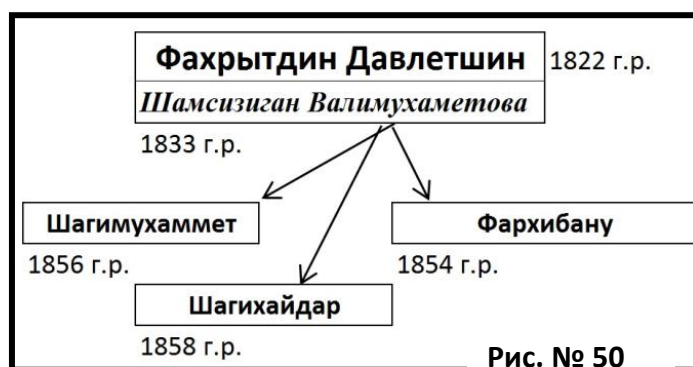 Фахрытдин Давлетшин 1822 г.р.
Шамсизиган Валимухаметова
1833 г.р.
Шагимухаммет Фархибану
1856 г.р. 1854 г.р.
Шагихайдар
1858 г.р.
Рис. № 50